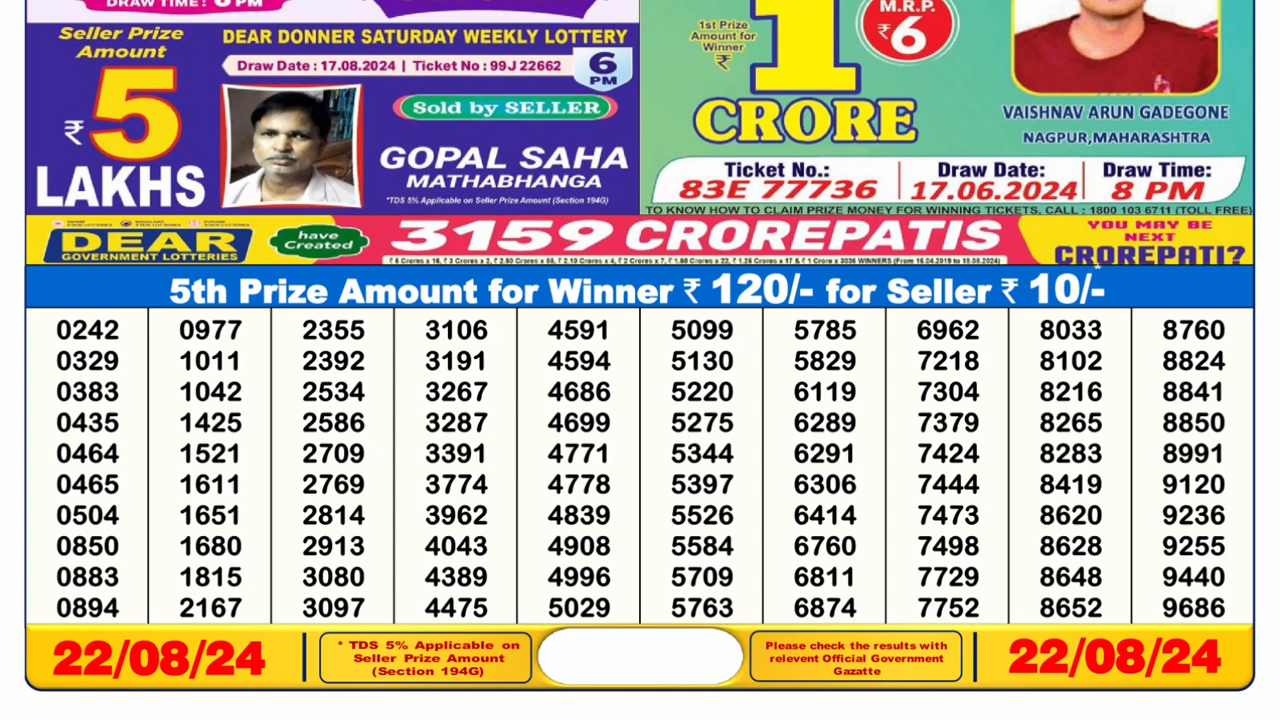 DRAW TIME: 6 PM
Seller Prize
Amount
₹5
LAKHS
DEAR DONNER SATURDAY WEEKLY LOTTERY
Draw Date : 17.08.2024 | Ticket No : 99J 22662
6
PM
Sold by SELLER
GOPAL SAHA
MATHABHANGA
*TDS 5% Applicable on Seller Prize Amount (Section 194G)
1st Prize
Amount for
Winner
₹
1
CRORE
M.R.P.
₹6
VAISHNAV ARUN GADEGONE
NAGPUR,MAHARASHTRA
Ticket No.: Draw Date: Draw Time:
83E 77736 17.06.2024 8 PM
TO KNOW HOW TO CLAIM PRIZE MONEY FOR WINNING TICKETS, CALL : 1800 103 6711 (TOLL FREE)
DEAR
GOVERNMENT LOTTERIES
have
Created
3159 CROREPATIS
YOU MAY BE
NEXT
CROREPATI?
5th Prize Amount for Winner ₹ 120/- for Seller ₹ 10/-*
0242 0977 2355 3106 4591 5099 5785 6962 8033 8760
0329 1011 2392 3191 4594 5130 5829 7218 8102 8824
0383 1042 2534 3267 4686 5220 6119 7304 8216 8841
0435 1425 2586 3287 4699 5275 6289 7379 8265 8850
0464 1521 2709 3391 4771 5344 6291 7424 8283 8991
0465 1611 2769 3774 4778 5397 6306 7444 8419 9120
0504 1651 2814 3962 4839 5526 6414 7473 8620 9236
0850 1680 2913 4043 4908 5584 6760 7498 8628 9255
0883 1815 3080 4389 4996 5709 6811 7729 8648 9440
0894 2167 3097 4475 5029 5763 6874 7752 8652 9686
22/08/24
* TDS 5% Applicable on
Seller Prize Amount
(Section 194G)
Please check the results with
relevent Official Government
Gazatte
22/08/24